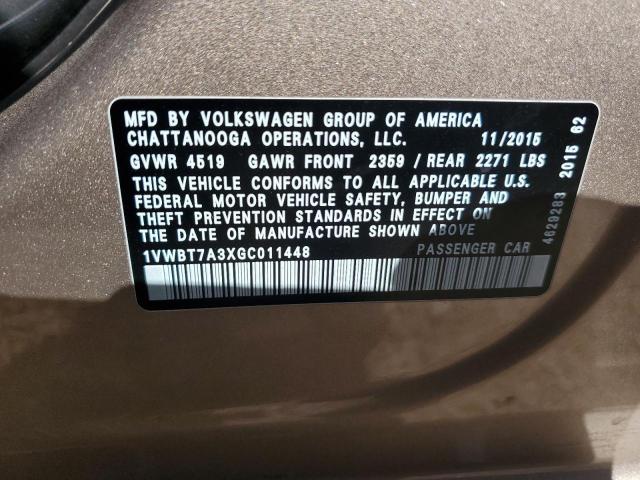 MFD BY VOLKSWAGEN GROUP OF AMERICA
CHATTANOOGA OPERATIONS, LLC. 11/2015
GVWR 4519 GAWR FRONT 2359 / REAR 2271 LBS
THIS VEHICLE CONFORMS TO ALL APPLICABLE U.S.
FEDERAL MOTOR VEHICLE SAFETY, BUMPER AND
THEFT PREVENTION STANDARDS IN EFFECT ON
THE DATE OF MANUFACTURE SHOWN ABOVE
1VWBT7A3XGC011448 PASSENGER CAR
4629283 2015 62